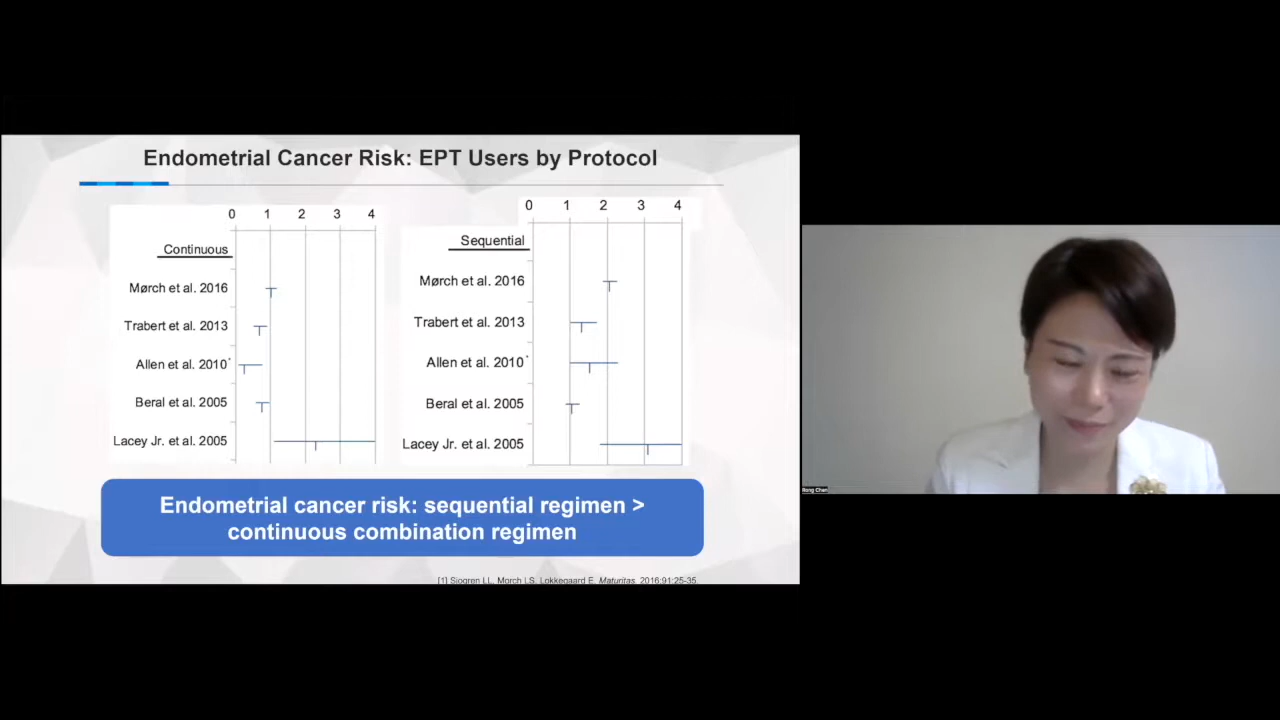 Endometrial Cancer Risk: EPT Users by Protocol
0 1 2 3 4
Continuous
Mørch et al. 2016
Trabert et al. 2013
Allen et al. 2010*
Beral et al. 2005
Lacey Jr. et al. 2005
0 1 2 3 4
Sequential
Mørch et al. 2016
Trabert et al. 2013
Allen et al. 2010*
Beral et al. 2005
Lacey Jr. et al. 2005
Endometrial cancer risk: sequential regimen >
continuous combination regimen
[1] Sjogren LL, Morch LS, Lokkegaard E. Maturitas. 2016;91:25-35
Rong Chen